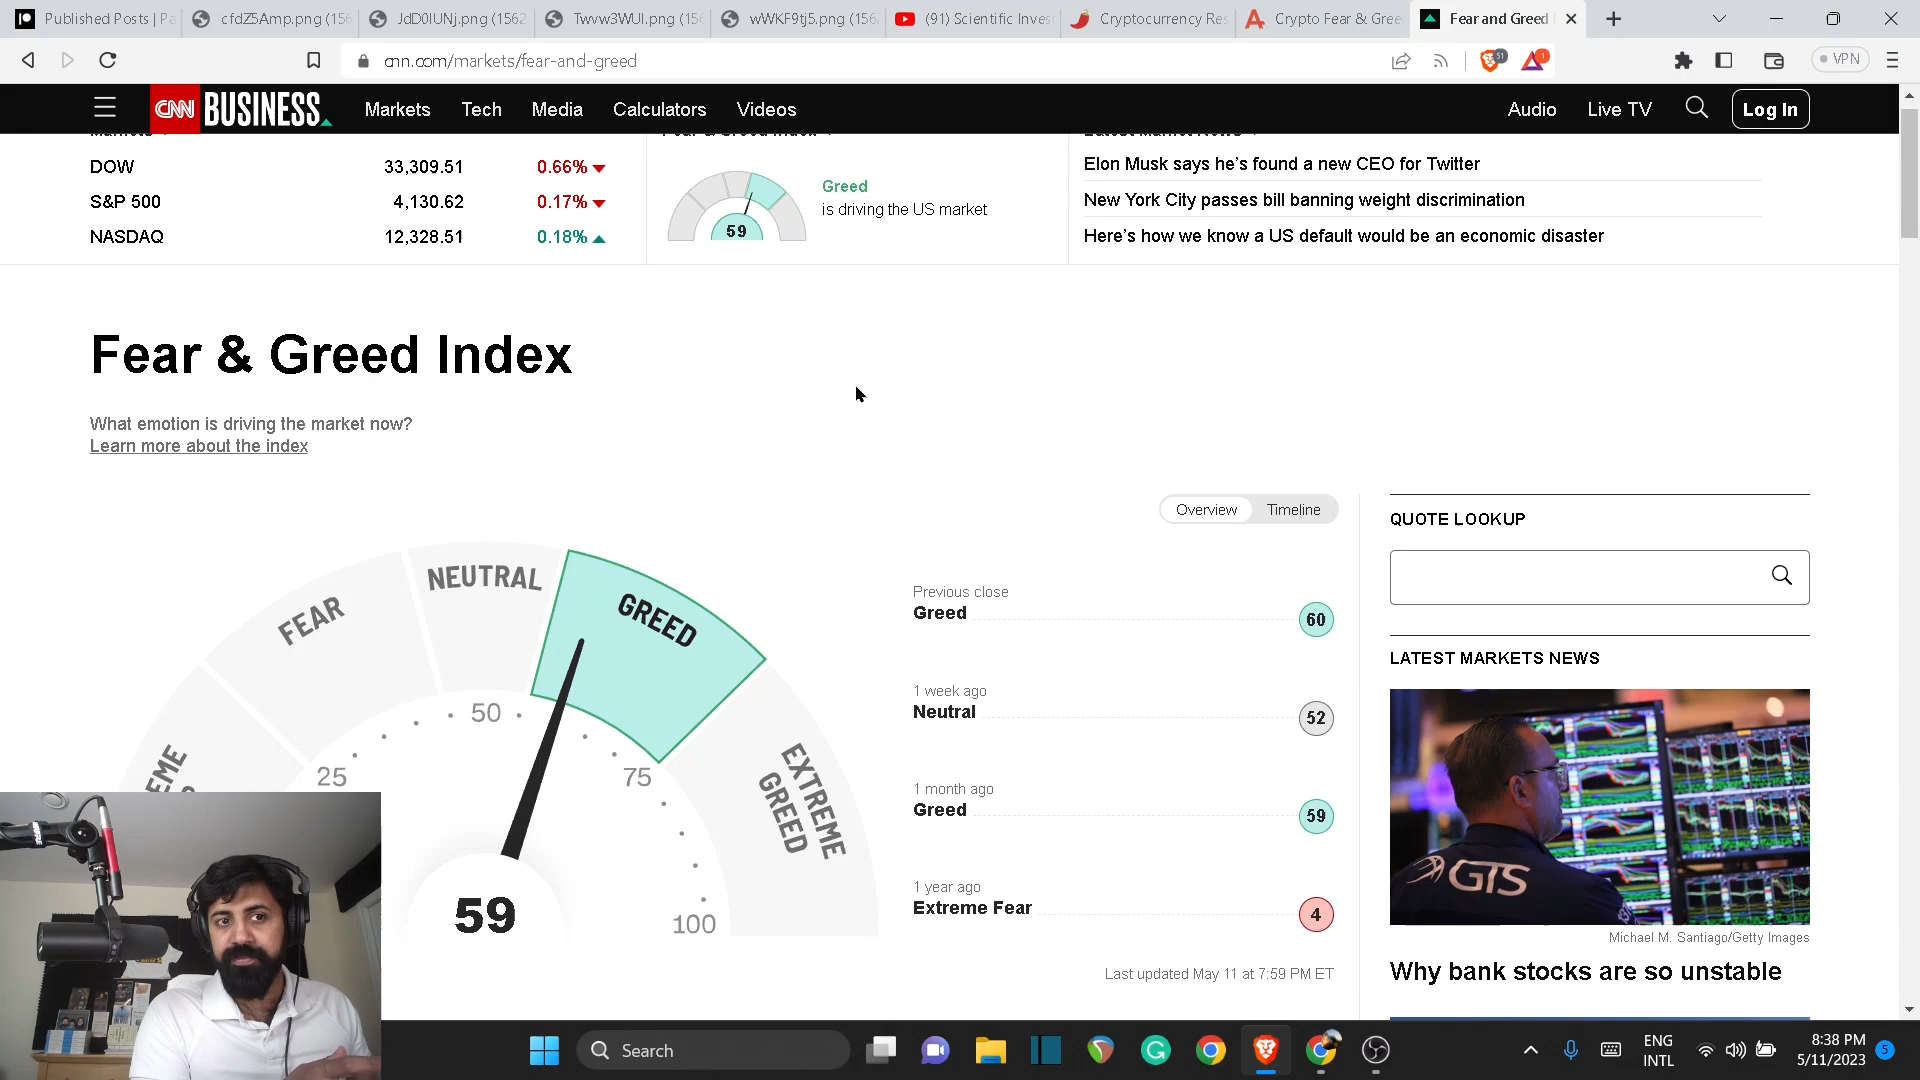 Published Posts | Pa
cfdZ5Amp.png (156
JdD0IUNj.png (1562
Twvw3WUI.png (156
wWKF9tj5.png (156
(91) Scientific Inves
Cryptocurrency Res
Crypto Fear & Gree
Fear and Greed
cnn.com/markets/fear-and-greed
51
1
VPN
CNN BUSINESS
Markets
Tech
Media
Calculators
Videos
Audio
Live TV
Log In
DOW 33,309.51 0.66%
S&P 500 4,130.62 0.17%
NASDAQ 12,328.51 0.18%
59
Greed
is driving the US market
Elon Musk says he's found a new CEO for Twitter
New York City passes bill banning weight discrimination
Here's how we know a US default would be an economic disaster
Fear & Greed Index
What emotion is driving the market now?
Learn more about the index
Overview
Timeline
FEAR
NEUTRAL
GREED
EXTREME
GREED
25
50
75
100
59
Previous close
Greed 60
1 week ago
Neutral 52
1 month ago
Greed 59
1 year ago
Extreme Fear 4
Last updated May 11 at 7:59 PM ET
QUOTE LOOKUP
LATEST MARKETS NEWS
GTS
Michael M. Santiago/Getty Images
Why bank stocks are so unstable
Search
ENG
INTL
8:38 PM
5/11/2023
5